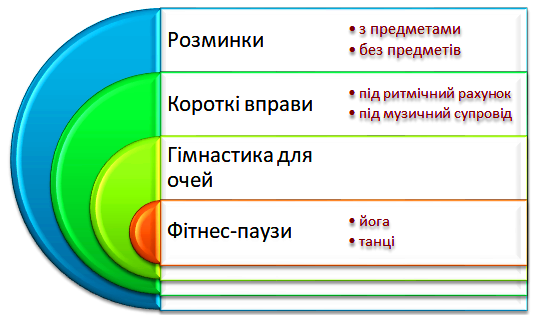 Розминки
• з предметами
• без предметів
Короткі вправи
• під ритмічний рахунок
• під музичний супровід
Гімнастика для
очей
Фітнес-паузи
• йога
• танці